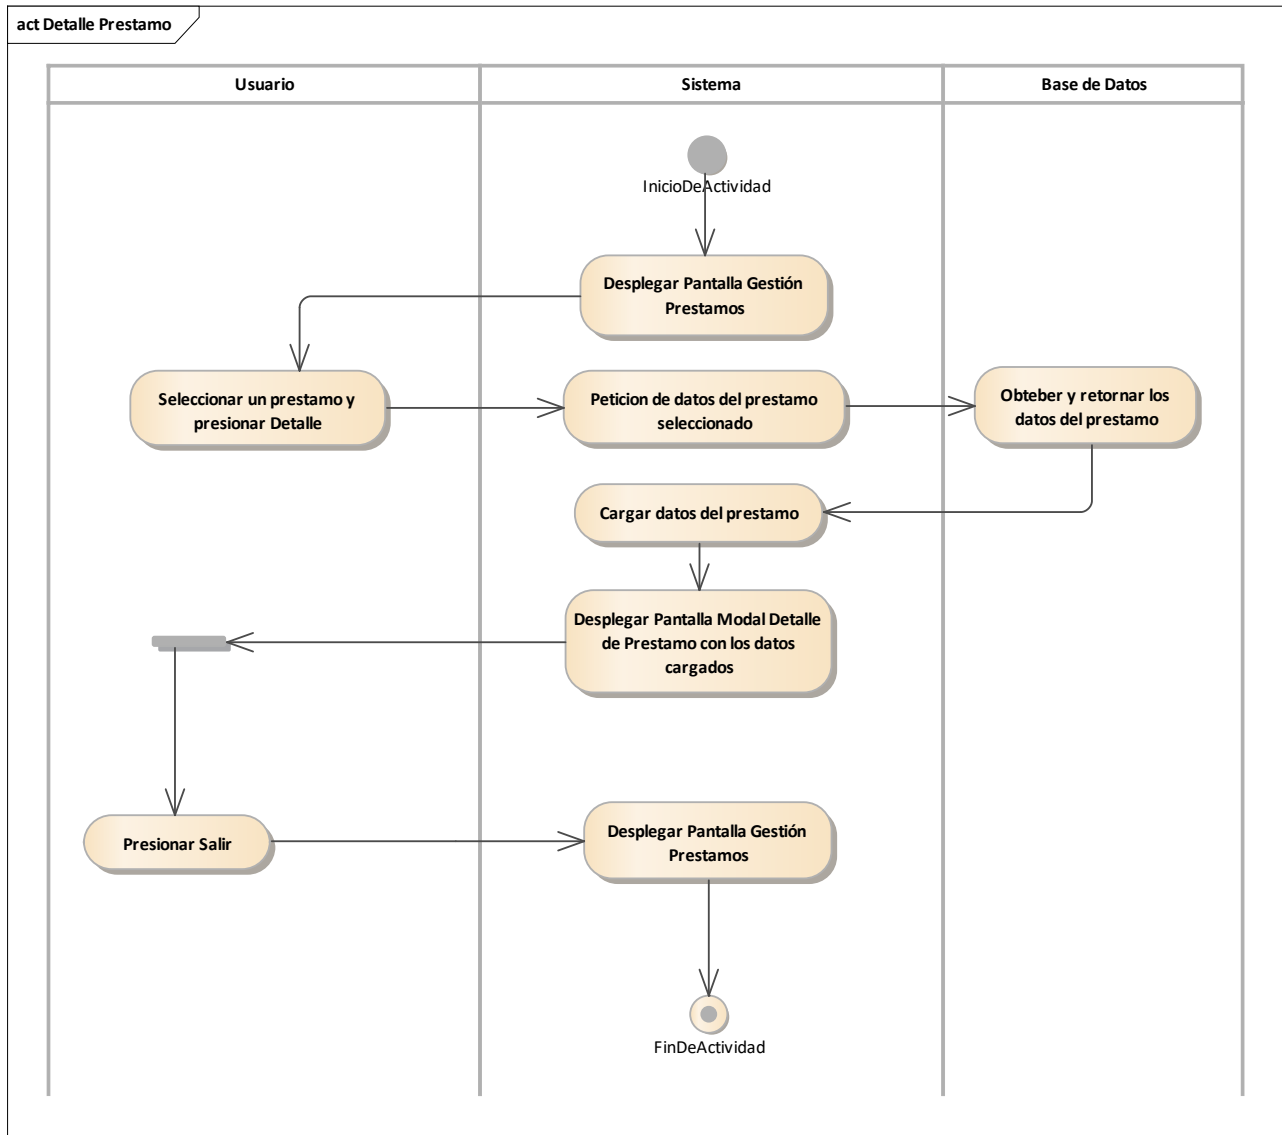 act Detalle Prestamo
Usuario
Sistema
Base de Datos
InicioDeActividad
Desplegar Pantalla Gestión
Prestamos
Seleccionar un prestamo y
presionar Detalle
Peticion de datos del prestamo
seleccionado
Obteber y retornar los
datos del prestamo
Cargar datos del prestamo
Desplegar Pantalla Modal Detalle
de Prestamo con los datos
cargados
Presionar Salir
Desplegar Pantalla Gestión
Prestamos
FinDeActividad